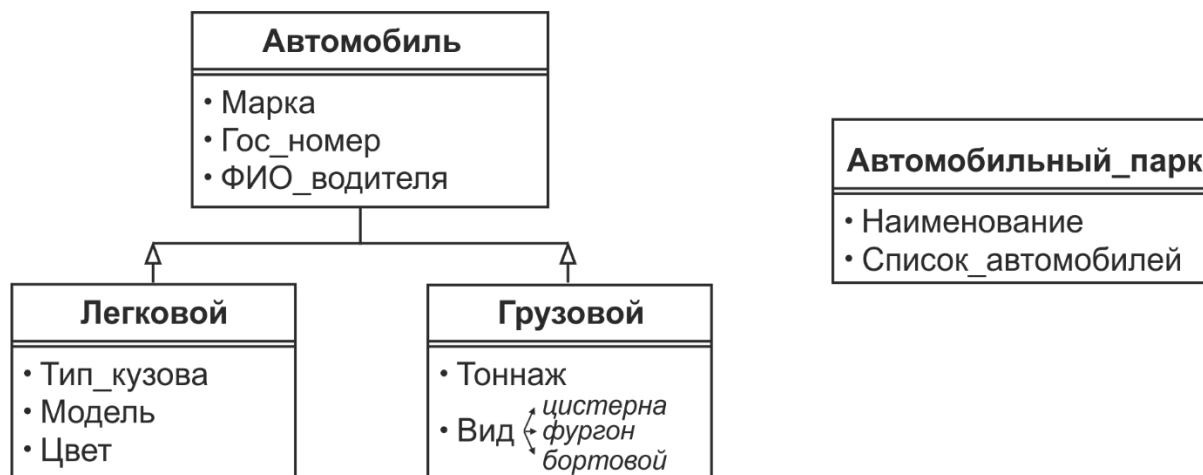 Автомобиль
• Марка
• Гос_номер
• ФИО_водителя
Автомобильный_парк
• Наименование
• Список_автомобилей
Легковой
• Тип_кузова
• Модель
• Цвет
Грузовой
• Тоннаж
• Вид
цистерна
фургон
бортовой